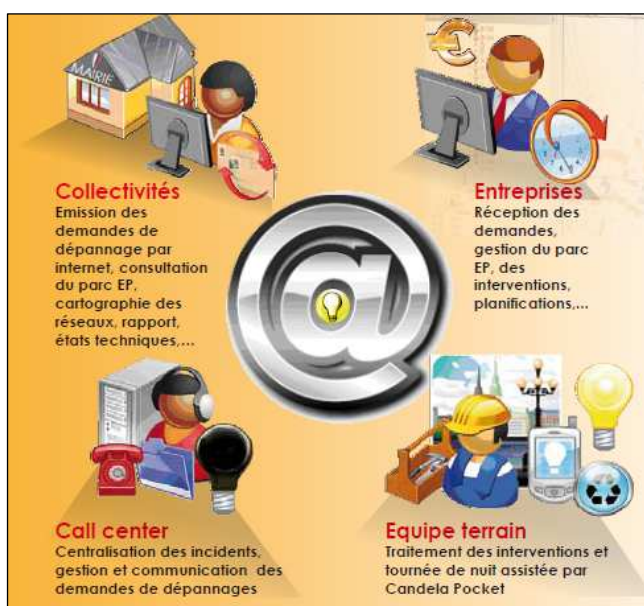 MAIRIE
Collectivités
Emission des
demandes de
dépannage par
internet, consultation
du parc EP,
cartographie des
réseaux, rapport,
états techniques,...
€
Entreprises
Réception des
demandes,
gestion du parc
EP, des
interventions,
planifications,...
@
Call center
Centralisation des incidents,
gestion et communication des
demandes de dépannages
Equipe terrain
Traitement des interventions et
tournée de nuit assistée par
Candela Pocket